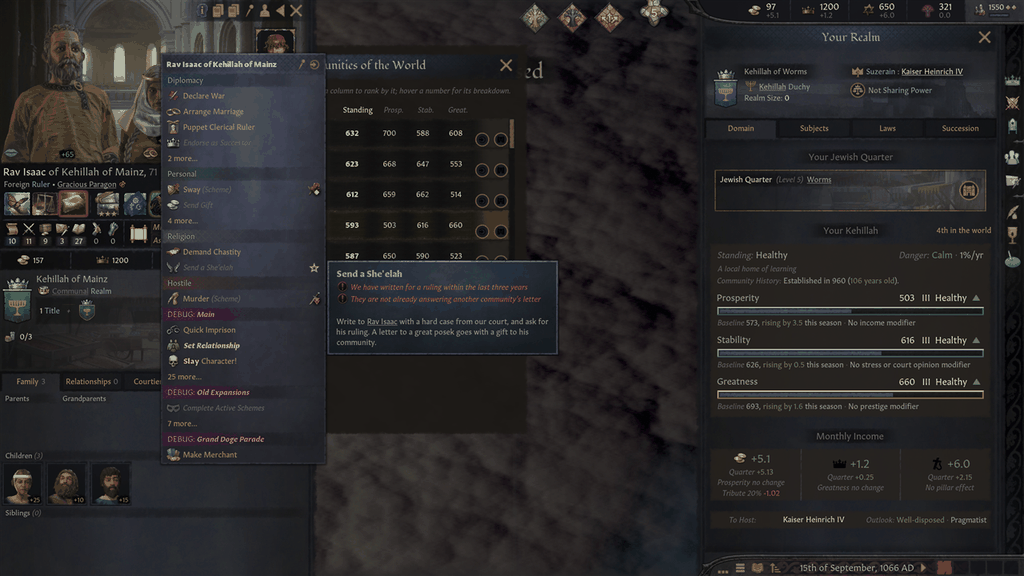 97
+5.1
1200
+1.2
650
+6.0
321
0.0
1550
Rav Isaac of Kehillah of Mainz
Diplomacy
Declare War
Arrange Marriage
Puppet Clerical Ruler
2 more...
Personal
Sway (Scheme)
Send Gift
4 more...
Religion
Demand Chastity
Send a She'elah
Hostile
Murder (Scheme)
DEBUG: Main
Quick Imprison
Set Relationship
Slay Character!
25 more...
DEBUG: Old Expansions
Complete Active Schemes
7 more...
DEBUG: Grand Doge Parade
Make Merchant
+65
Rav Isaac of Kehillah of Mainz, 71
Foreign Ruler • Gracious Paragon
10 11 9 3 27 0 0
157
1200
Kehillah of Mainz
Communal Realm
1 Title
0/3
Family 3
Relationships 0
Courtier
Parents
Grandparents
Children (3)
+25
+10
+15
Siblings (0)
unities of the World
ed
column to rank by it; hover a number for its breakdown.
Standing Prosp. Stab. Great.
632 700 588 608
623 668 647 553
612 659 662 514
593 503 616 660
587 650 590 523
Send a She'elah
We have written for a ruling within the last three years
They are not already answering another community's letter
Write to Rav Isaac with a hard case from our court, and ask for
his ruling. A letter to a great posek goes with a gift to his
community.
Your Realm
Kehillah of Worms
Kehillah Duchy
Realm Size: 0
Suzerain : Kaiser Heinrich IV
Not Sharing Power
Domain
Subjects
Laws
Succession
Your Jewish Quarter
Jewish Quarter (Level 5) Worms
Your Kehillah
4th in the world
Standing: Healthy
Danger: Calm · 1%/yr
A local home of learning
Community History: Established in 960 (106 years old).
Prosperity 503 III Healthy
Baseline 573, rising by 3.5 this season · No income modifier
Stability 616 III Healthy
Baseline 626, rising by 0.5 this season · No stress or court opinion modifier
Greatness 660 III Healthy
Baseline 693, rising by 1.6 this season · No prestige modifier
Monthly Income
+5.1
Quarter +5.13
Prosperity no change
Tribute 20% -1.02
+1.2
Quarter +0.25
Greatness no change
+6.0
Quarter +2.15
No pillar effect
To Host: Kaiser Heinrich IV Outlook: Well-disposed · Pragmatist
15th of September, 1066 AD